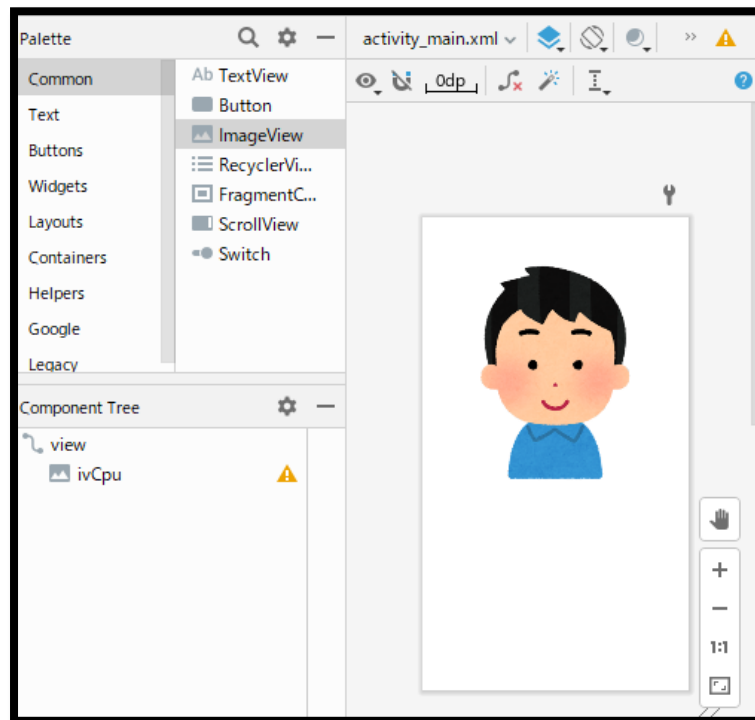 Palette
activity_main.xml
Common
Text
Buttons
Widgets
Layouts
Containers
Helpers
Google
Legacy
Ab TextView
Button
ImageView
RecyclerVi...
FragmentC...
ScrollView
Switch
0dp
?
Component Tree
view
ivCpu
1:1